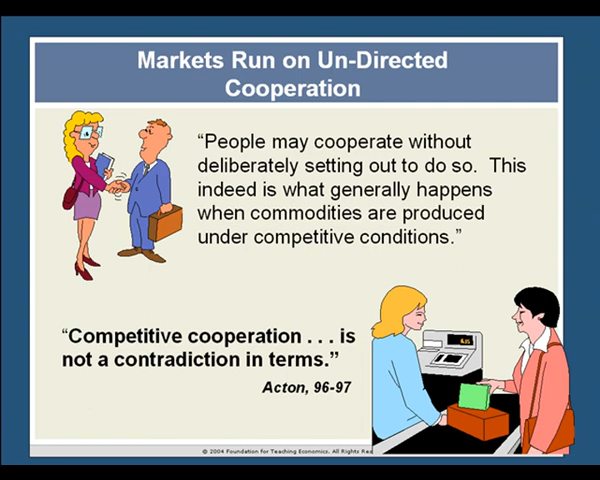 Markets Run on Un-Directed
Cooperation
“People may cooperate without
deliberately setting out to do so. This
indeed is what generally happens
when commodities are produced
under competitive conditions.”
“Competitive cooperation . . . is
not a contradiction in terms.”
Acton, 96-97
© 2004 Foundation for Teaching Economics. All Rights